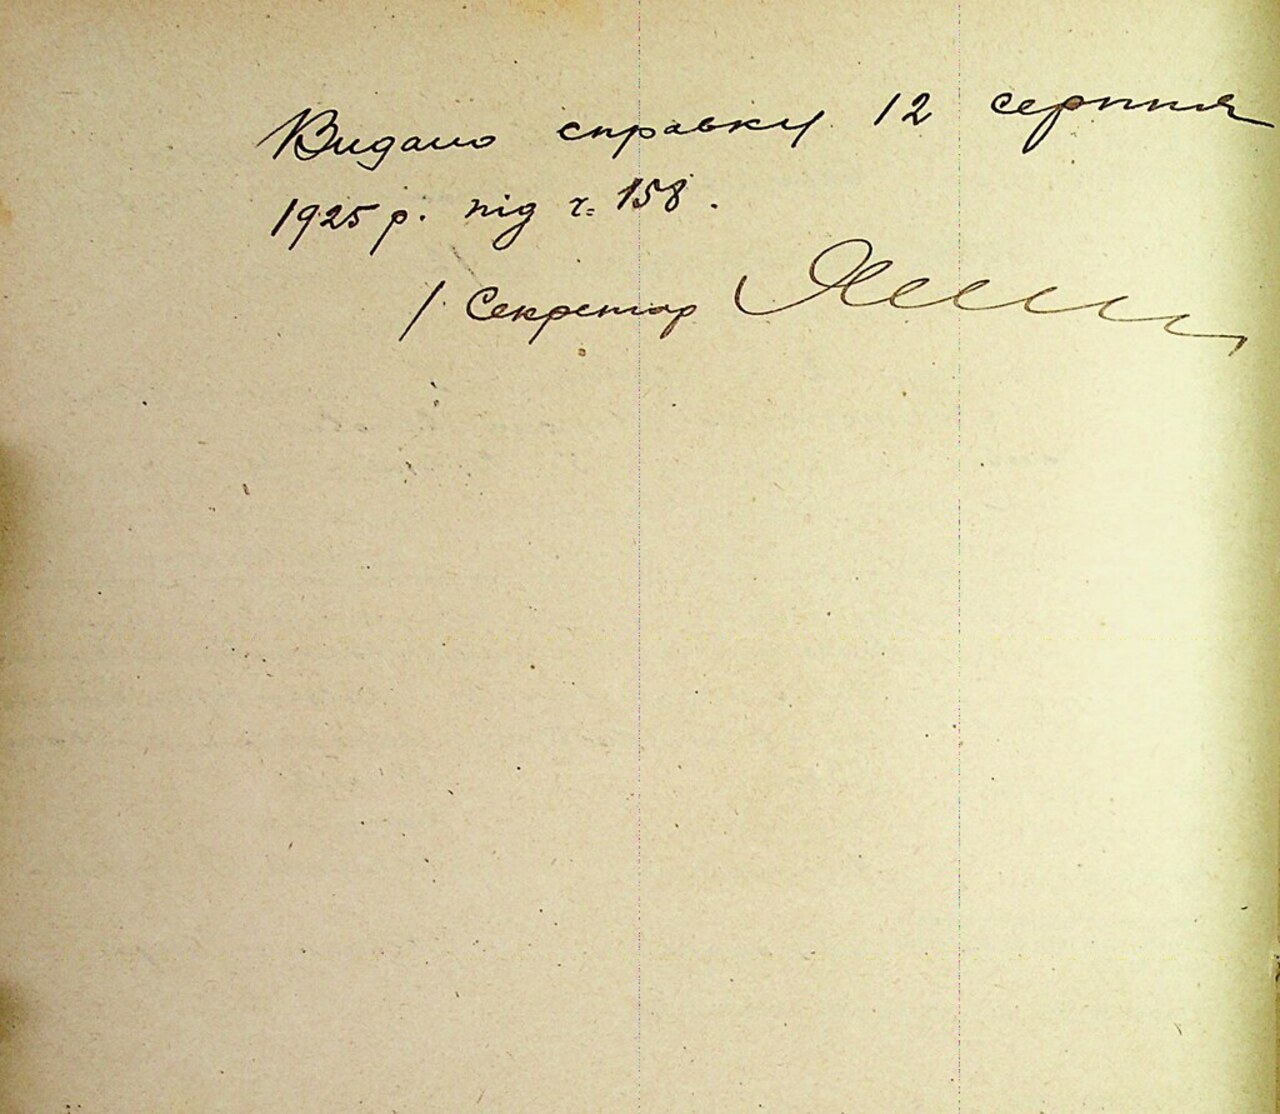 Видано справку 12 серпня
1925 р. під ч. 158.
/ Секретар